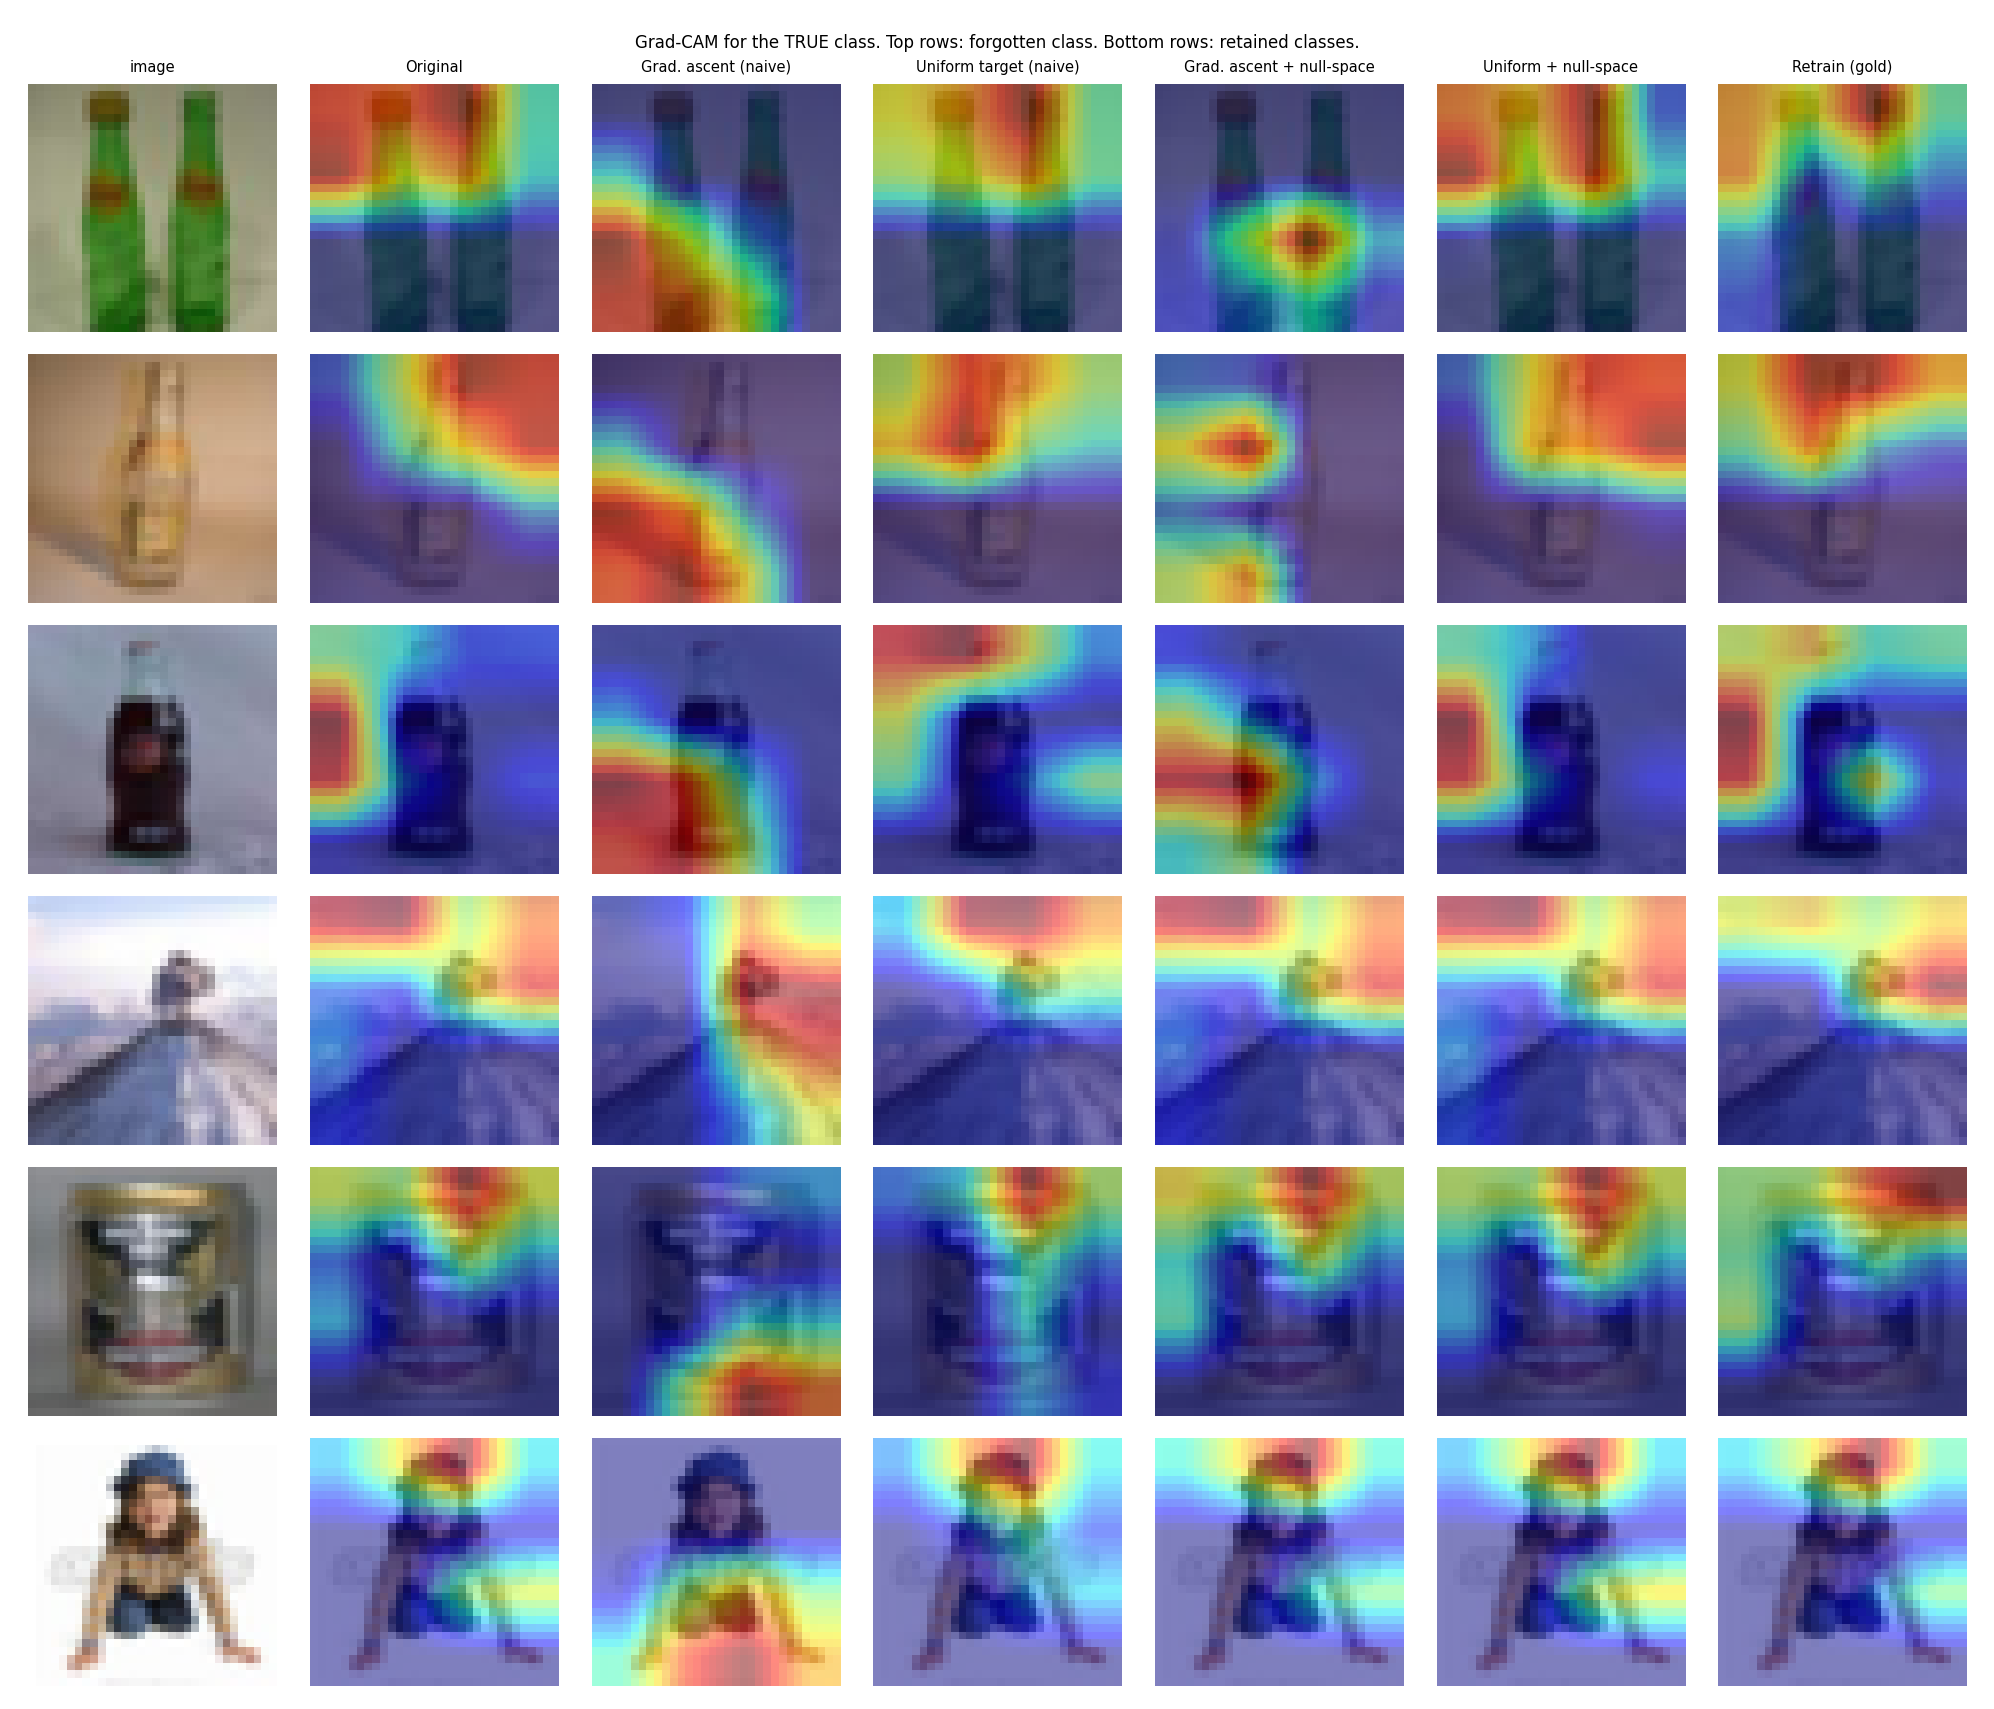 Grad-CAM for the TRUE class. Top rows: forgotten class. Bottom rows: retained classes.
image Original Grad. ascent (naive) Uniform target (naive) Grad. ascent + null-space Uniform + null-space Retrain (gold)